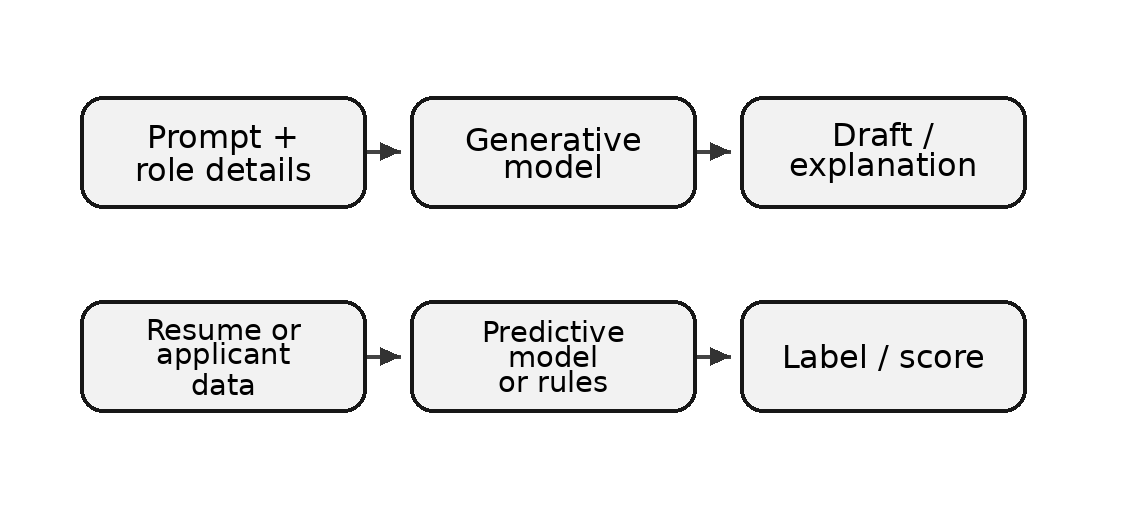 Prompt +
role details
Generative
model
Draft /
explanation
Resume or
applicant
data
Predictive
model
or rules
Label / score